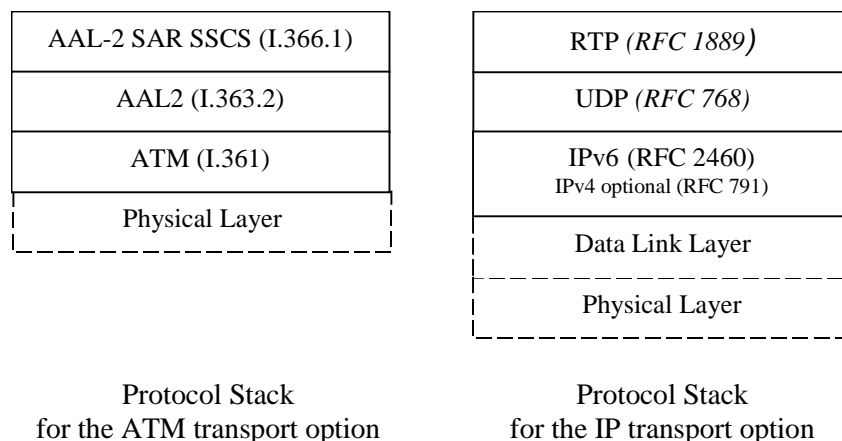 AAL-2 SAR SSCS (I.366.1)
AAL2 (I.363.2)
ATM (I.361)
Physical Layer
Protocol Stack
for the ATM transport option
RTP (RFC 1889)
UDP (RFC 768)
IPv6 (RFC 2460)
IPv4 optional (RFC 791)
Data Link Layer
Physical Layer
Protocol Stack
for the IP transport option